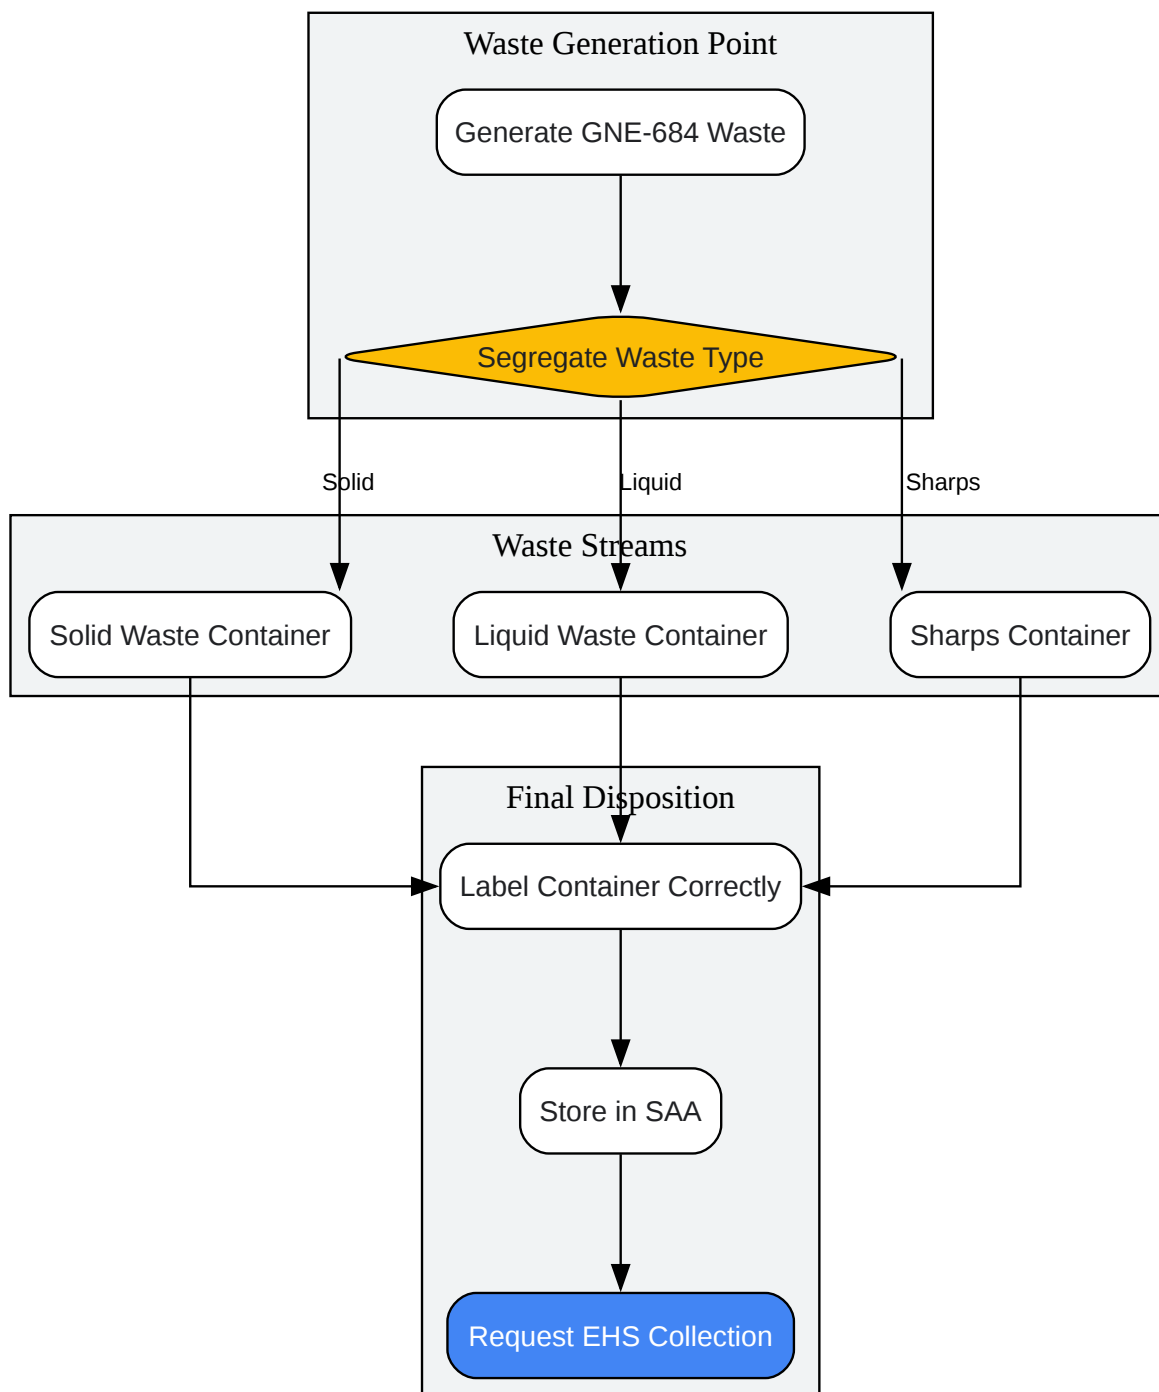 Waste Generation Point
Generate GNE-684 Waste
Segregate Waste Type
Solid
Liquid
Sharps
Waste Streams
Solid Waste Container
Liquid Waste Container
Sharps Container
Final Disposition
Label Container Correctly
Store in SAA
Request EHS Collection